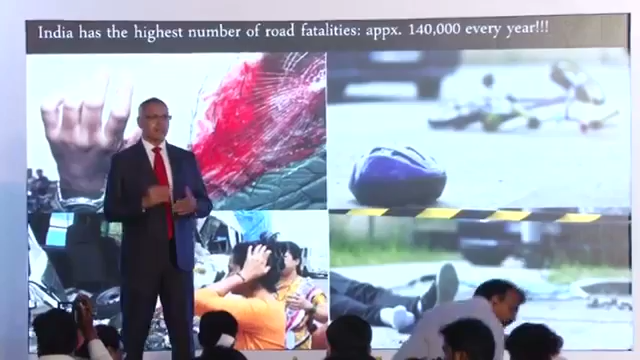 India has the highest number of road fatalities: appx. 140,000 every year!!!